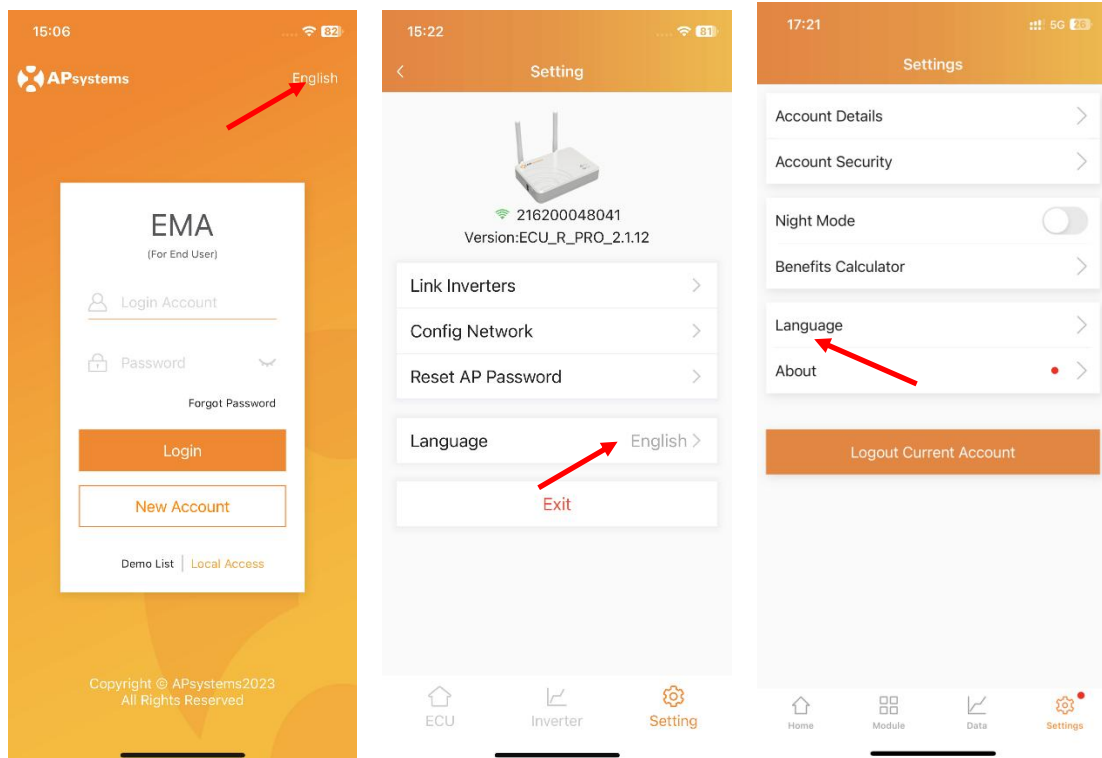 15:06
82
APsystems
English
EMA
(For End User)
Login Account
Password
Forgot Password
Login
New Account
Demo List
Local Access
Copyright © APsystems2023
All Rights Reserved
15:22
81
Setting
216200048041
Version:ECU_R_PRO_2.1.12
Link Inverters
Config Network
Reset AP Password
Language
English
Exit
ECU
Inverter
Setting
17:21
5G
26
Settings
Account Details
Account Security
Night Mode
Benefits Calculator
Language
About
Logout Current Account
Home
Module
Data
Settings